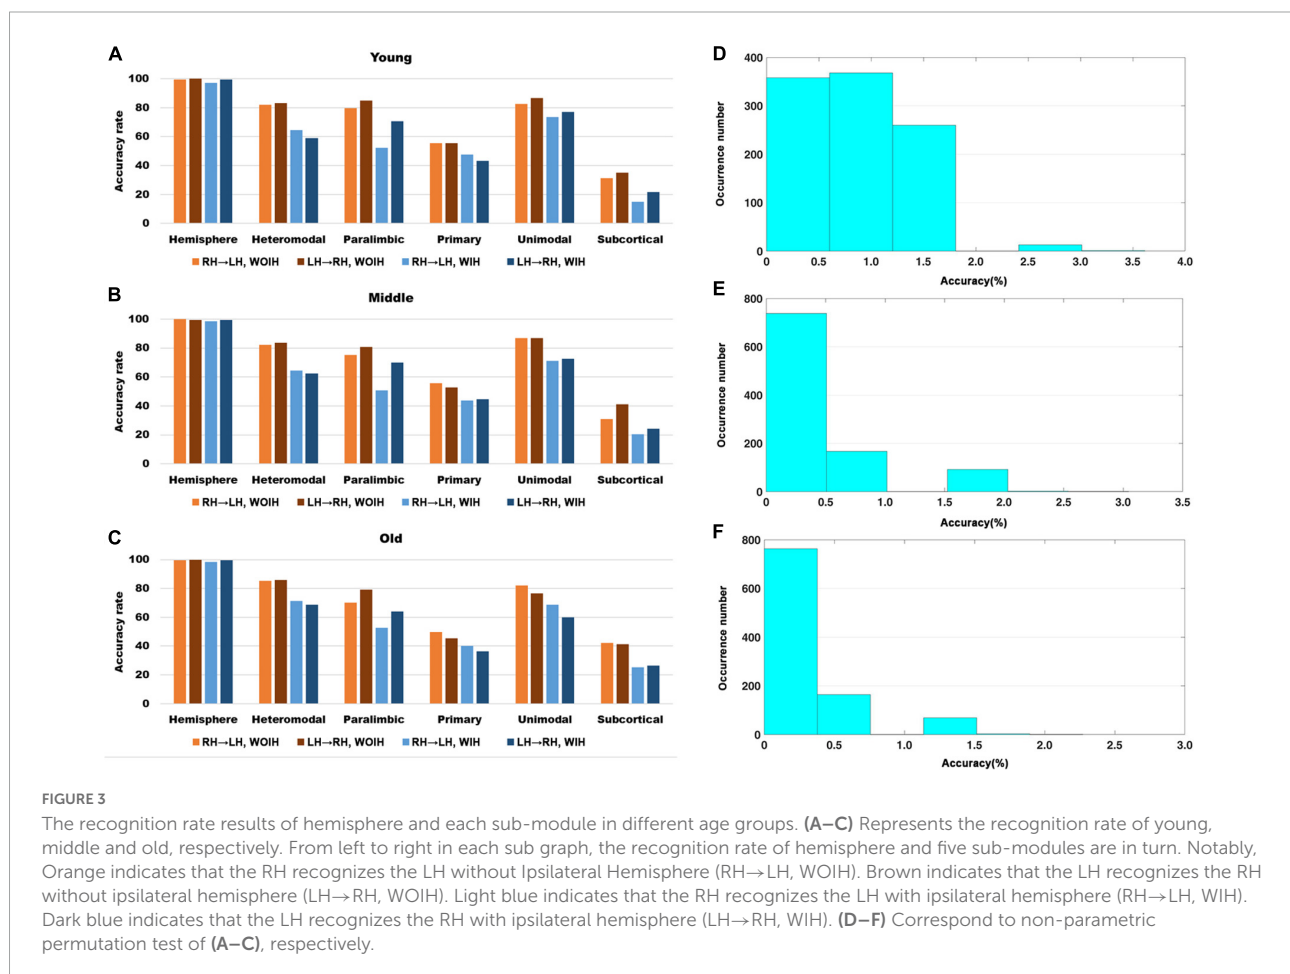 A
Young
100
80
60
40
20
0
Accuracy rate
Hemisphere Heteromodal Paralimbic Primary Unimodal Subcortical
RH→LH, WOIH LH→RH, WOIH RH→LH, WIH LH→RH, WIH
B
Middle
100
80
60
40
20
0
Accuracy rate
Hemisphere Heteromodal Paralimbic Primary Unimodal Subcortical
RH→LH, WOIH LH→RH, WOIH RH→LH, WIH LH→RH, WIH
C
Old
100
80
60
40
20
0
Accuracy rate
Hemisphere Heteromodal Paralimbic Primary Unimodal Subcortical
RH→LH, WOIH LH→RH, WOIH RH→LH, WIH LH→RH, WIH
D
400
300
200
100
0
Occurrence number
0 0.5 1.0 1.5 2.0 2.5 3.0 3.5 4.0
Accuracy(%)
E
800
600
400
200
0
Occurrence number
0 0.5 1.0 1.5 2.0 2.5 3.0 3.5
Accuracy(%)
F
800
600
400
200
0
Occurrence number
0 0.5 1.0 1.5 2.0 2.5 3.0
Accuracy(%)
FIGURE 3
The recognition rate results of hemisphere and each sub-module in different age groups. (A–C) Represents the recognition rate of young,
middle and old, respectively. From left to right in each sub graph, the recognition rate of hemisphere and five sub-modules are in turn. Notably,
Orange indicates that the RH recognizes the LH without Ipsilateral Hemisphere (RH→LH, WOIH). Brown indicates that the LH recognizes the RH
without ipsilateral hemisphere (LH→RH, WOIH). Light blue indicates that the RH recognizes the LH with ipsilateral hemisphere (RH→LH, WIH).
Dark blue indicates that the LH recognizes the RH with ipsilateral hemisphere (LH→RH, WIH). (D–F) Correspond to non-parametric
permutation test of (A–C), respectively.